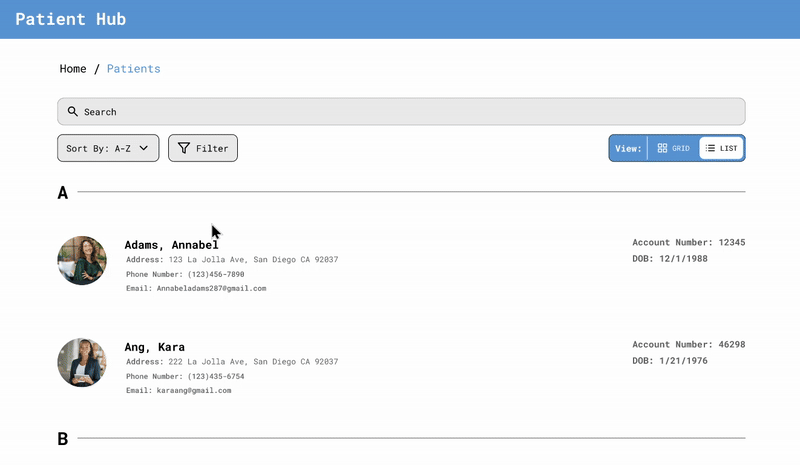 Patient Hub
Home / Patients
Search
Sort By: A-Z
Filter
View: GRID LIST
A
Adams, Annabel
Address: 123 La Jolla Ave, San Diego CA 92037
Phone Number: (123)456-7890
Email: Annabeladams287@gmail.com
Account Number: 12345
DOB: 12/1/1988
Ang, Kara
Address: 222 La Jolla Ave, San Diego CA 92037
Phone Number: (123)435-6754
Email: karaang@gmail.com
Account Number: 46298
DOB: 1/21/1976
B